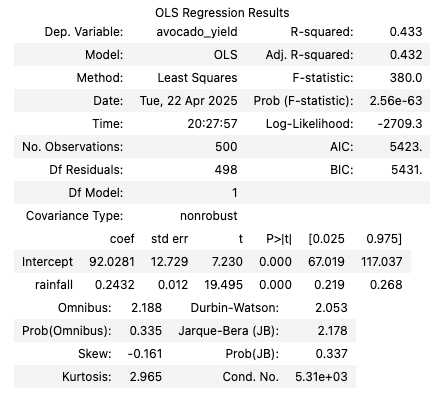 OLS Regression Results
Dep. Variable: avocado_yield R-squared: 0.433
Model: OLS Adj. R-squared: 0.432
Method: Least Squares F-statistic: 380.0
Date: Tue, 22 Apr 2025 Prob (F-statistic): 2.56e-63
Time: 20:27:57 Log-Likelihood: -2709.3
No. Observations: 500 AIC: 5423.
Df Residuals: 498 BIC: 5431.
Df Model: 1
Covariance Type: nonrobust
coef std err t P>|t| [0.025 0.975]
Intercept 92.0281 12.729 7.230 0.000 67.019 117.037
rainfall 0.2432 0.012 19.495 0.000 0.219 0.268
Omnibus: 2.188 Durbin-Watson: 2.053
Prob(Omnibus): 0.335 Jarque-Bera (JB): 2.178
Skew: -0.161 Prob(JB): 0.337
Kurtosis: 2.965 Cond. No. 5.31e+03